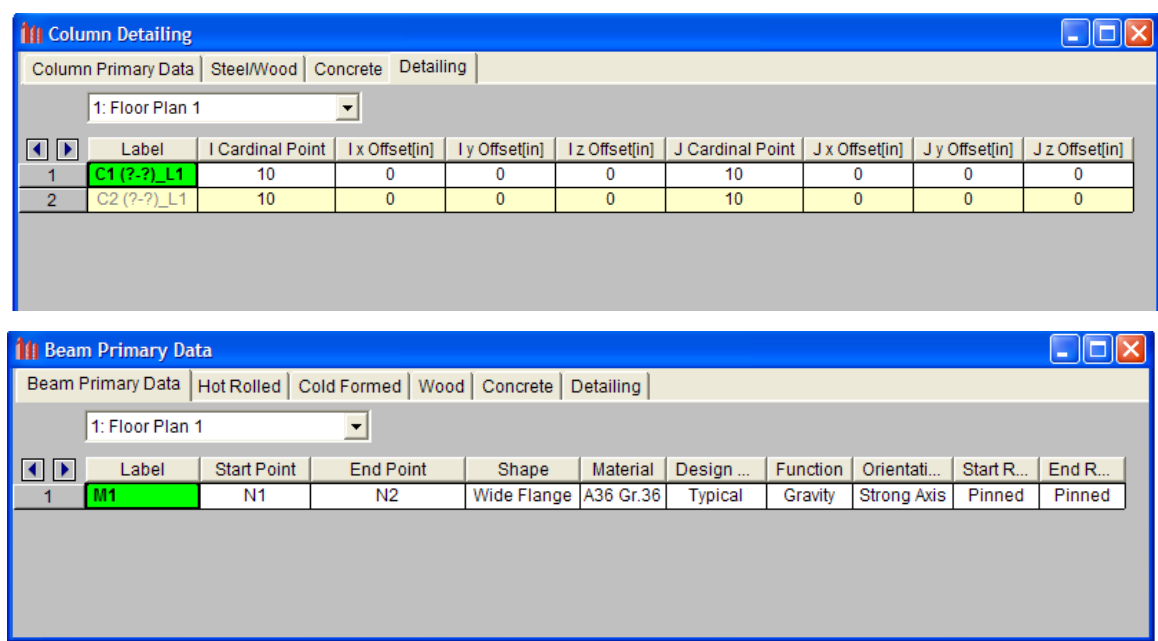 Column Detailing
Column Primary Data Steel/Wood Concrete Detailing
1: Floor Plan 1
Label I Cardinal Point I x Offset[in] I y Offset[in] I z Offset[in] J Cardinal Point J x Offset[in] J y Offset[in] J z Offset[in]
1 C1 (?-?)_L1 10 0 0 0 10 0 0 0
2 C2 (?-?)_L1 10 0 0 0 10 0 0 0
Beam Primary Data
Beam Primary Data Hot Rolled Cold Formed Wood Concrete Detailing
1: Floor Plan 1
Label Start Point End Point Shape Material Design ... Function Orientati... Start R... End R...
1 M1 N1 N2 Wide Flange A36 Gr.36 Typical Gravity Strong Axis Pinned Pinned